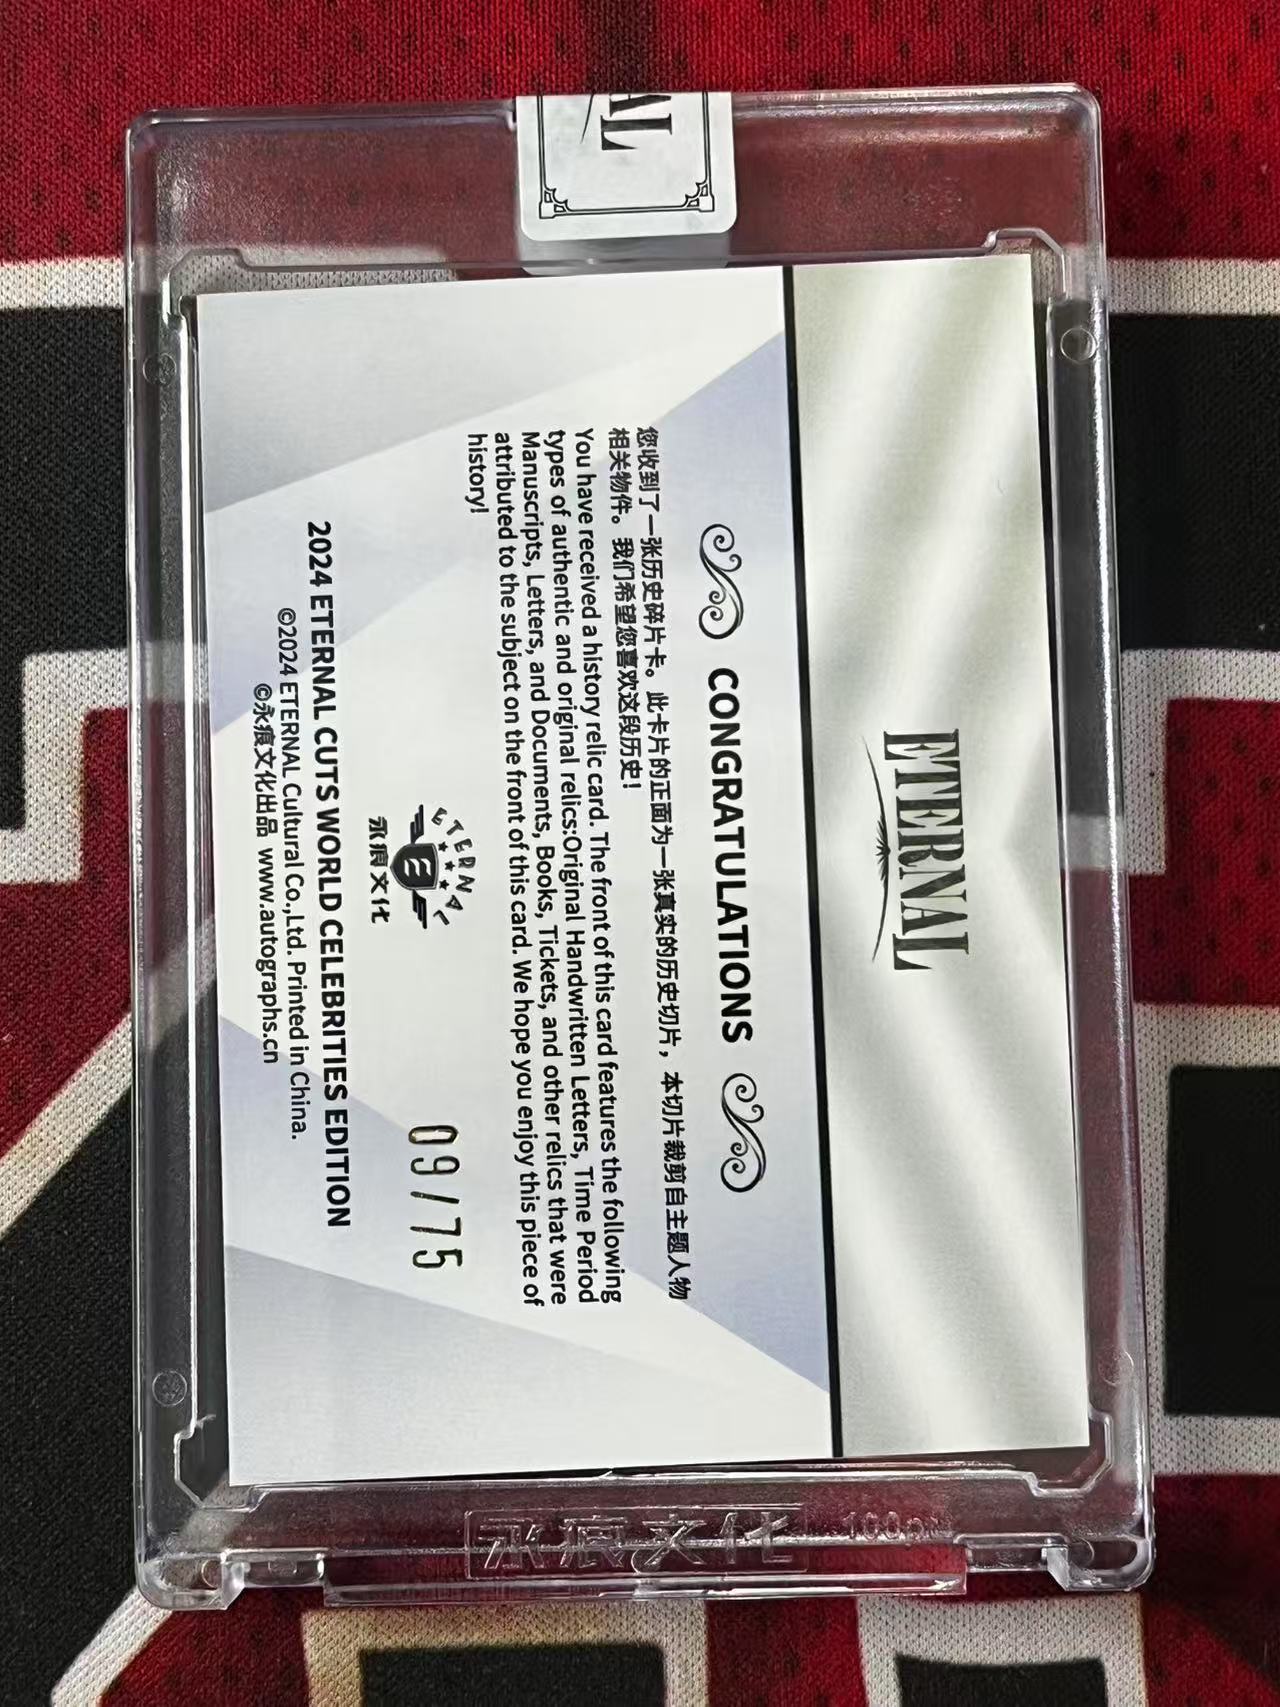 AL
ETERNAL
CONGRATULATIONS
您收到了一张历史碎片卡。此卡片的正面为一张真实的历史切片，本切片裁剪自主题人物
相关物件。我们希望您喜欢这段历史!
You have received a history relic card. The front of this card features the following
types of authentic and original relics:Original Handwritten Letters, Time Period
Manuscripts, Letters, and Documents, Books, Tickets, and other relics that were
attributed to the subject on the front of this card. We hope you enjoy this piece of
history!
ETERNAL
永痕文化
09/75
2024 ETERNAL CUTS WORLD CELEBRITIES EDITION
©2024 ETERNAL Cultural Co.,Ltd. Printed in China.
©永痕文化出品 www.autographs.cn
永痕文化 100pt